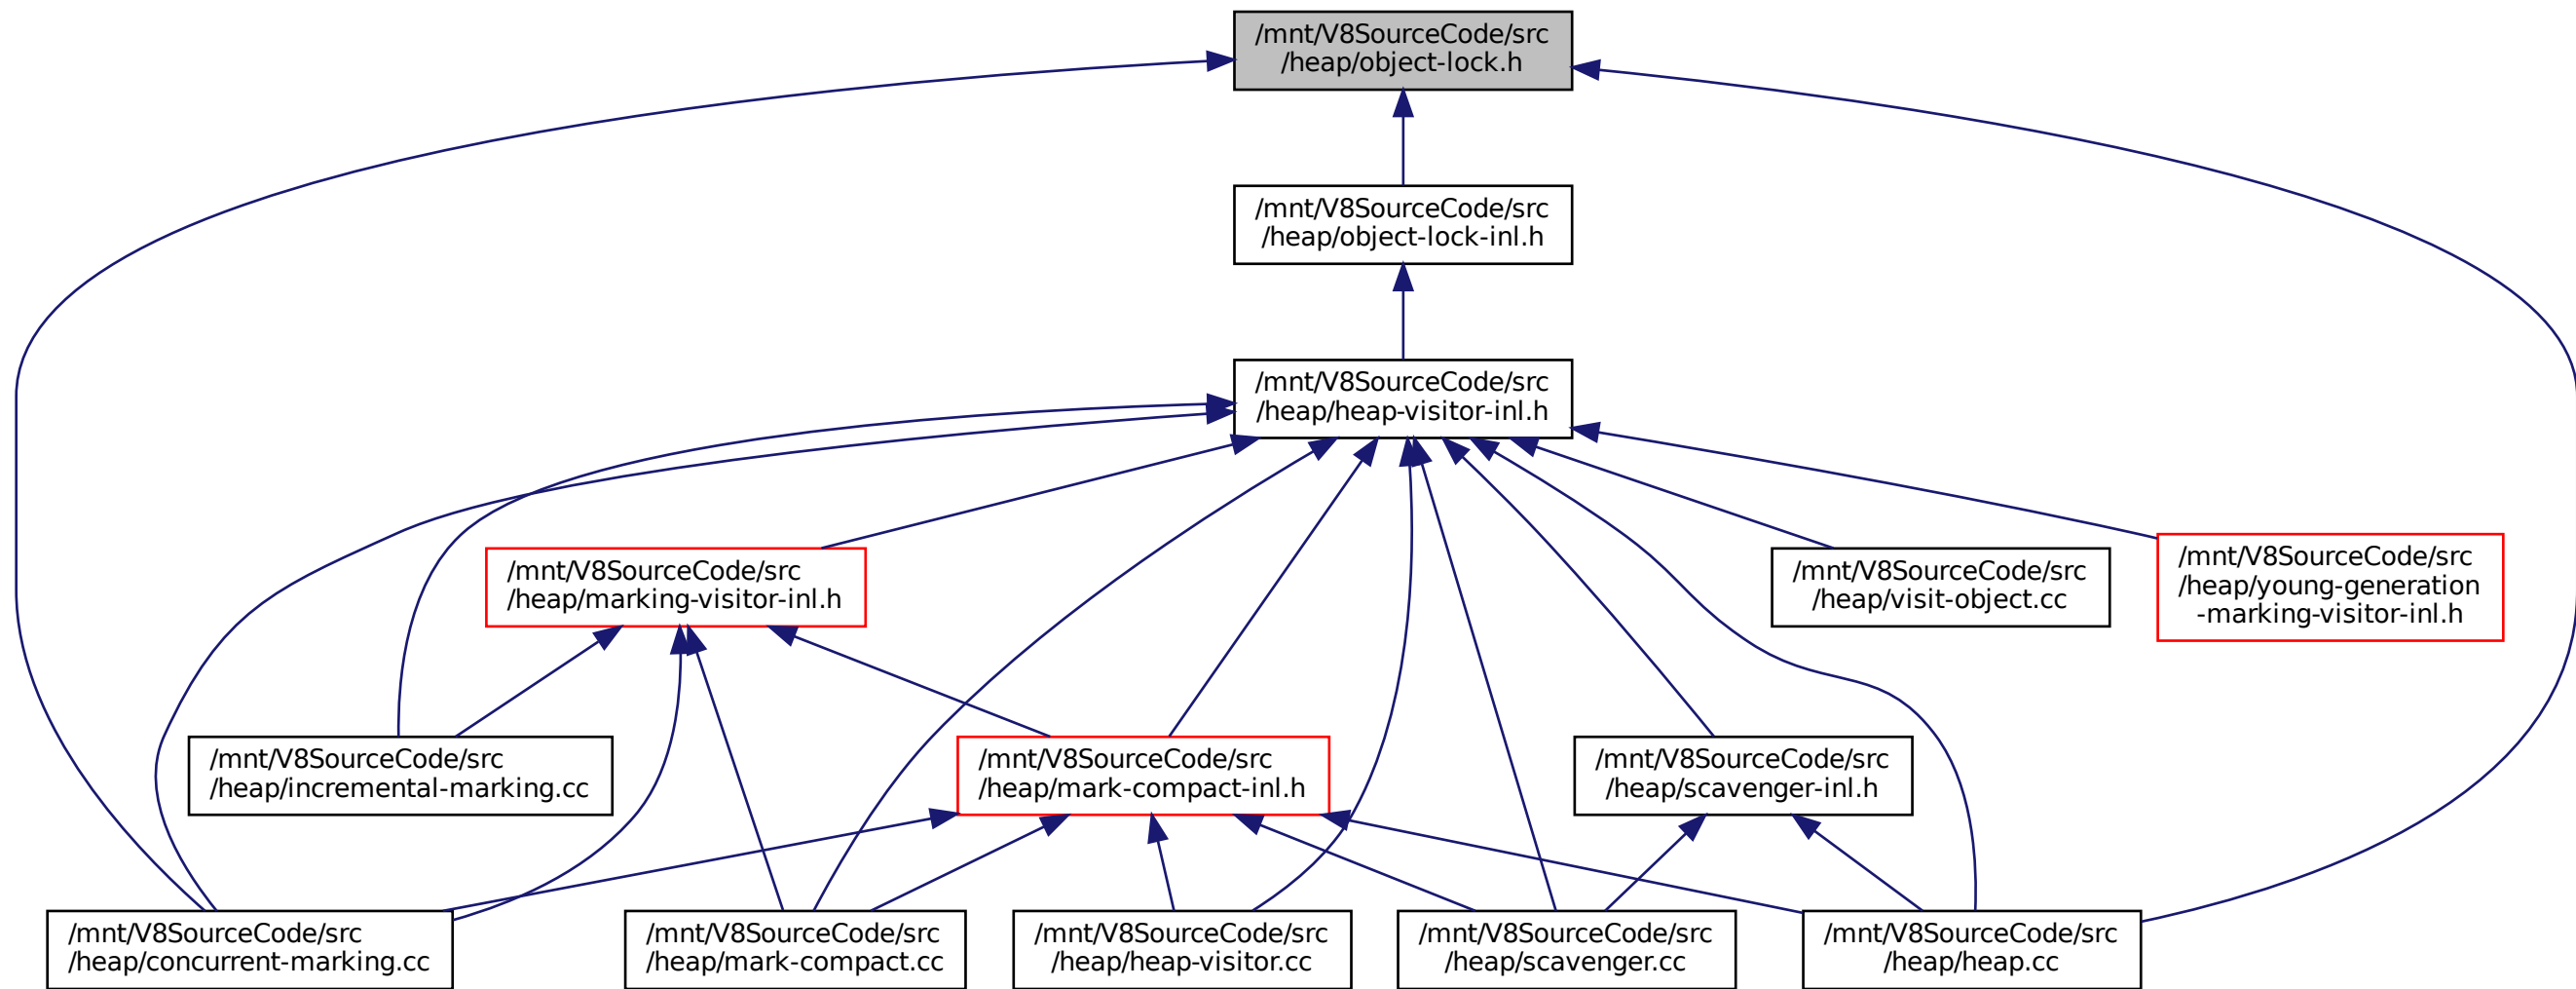 /mnt/V8SourceCode/src
/heap/object-lock.h
/mnt/V8SourceCode/src
/heap/object-lock-inl.h
/mnt/V8SourceCode/src
/heap/heap-visitor-inl.h
/mnt/V8SourceCode/src
/heap/marking-visitor-inl.h
/mnt/V8SourceCode/src
/heap/visit-object.cc
/mnt/V8SourceCode/src
/heap/young-generation
-marking-visitor-inl.h
/mnt/V8SourceCode/src
/heap/incremental-marking.cc
/mnt/V8SourceCode/src
/heap/mark-compact-inl.h
/mnt/V8SourceCode/src
/heap/scavenger-inl.h
/mnt/V8SourceCode/src
/heap/concurrent-marking.cc
/mnt/V8SourceCode/src
/heap/mark-compact.cc
/mnt/V8SourceCode/src
/heap/heap-visitor.cc
/mnt/V8SourceCode/src
/heap/scavenger.cc
/mnt/V8SourceCode/src
/heap/heap.cc